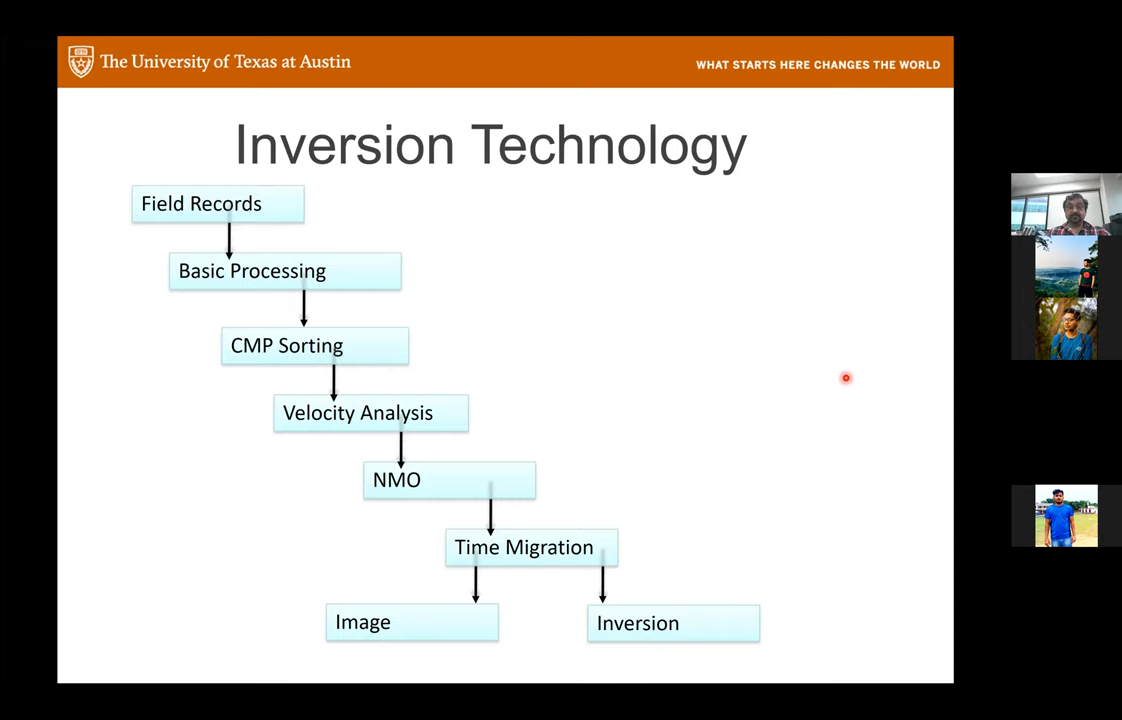 The University of Texas at Austin
WHAT STARTS HERE CHANGES THE WORLD
Inversion Technology
Field Records
Basic Processing
CMP Sorting
Velocity Analysis
NMO
Time Migration
Image
Inversion